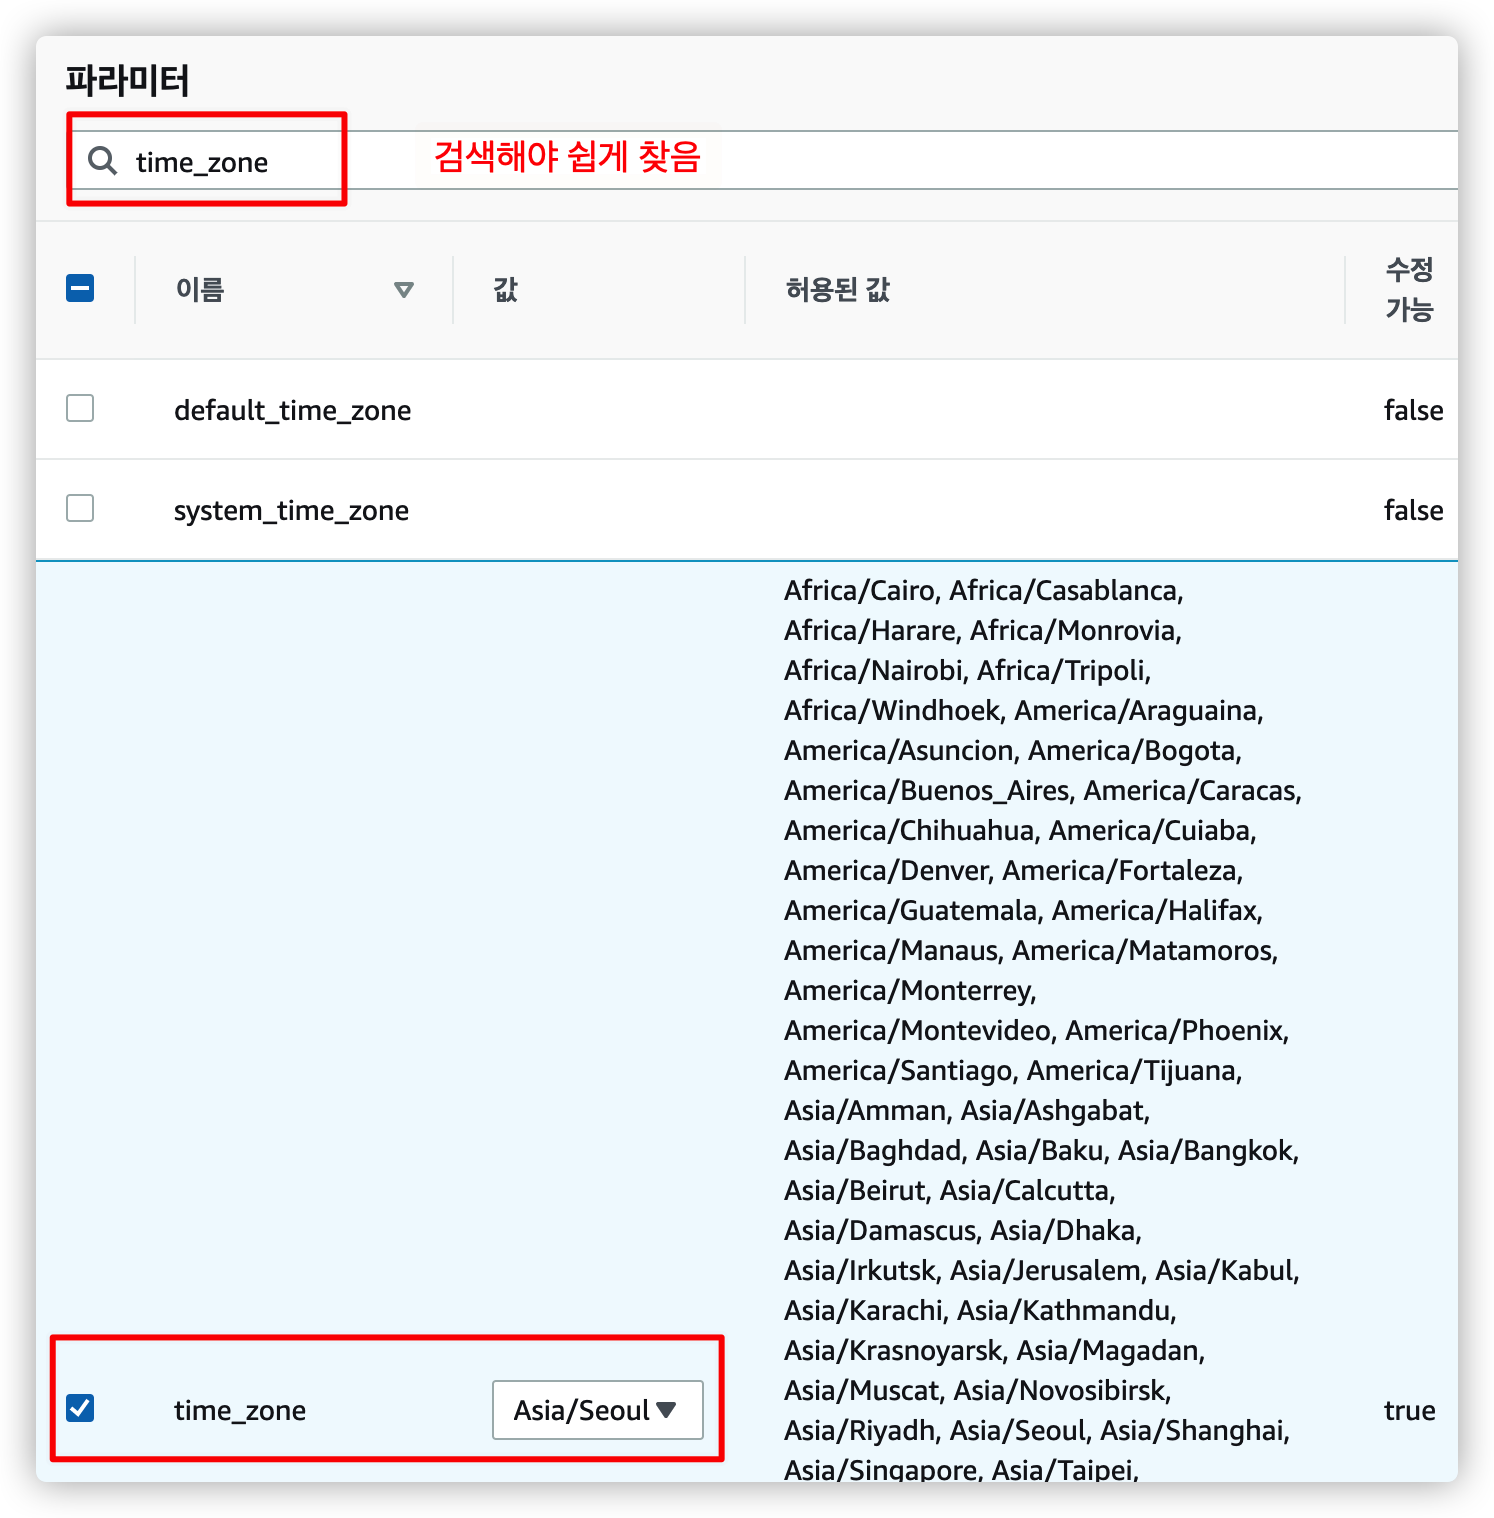 파라미터
time_zone
검색해야 쉽게 찾음
이름 값 허용된 값 수정
가능
default_time_zone false
system_time_zone false
Africa/Cairo, Africa/Casablanca,
Africa/Harare, Africa/Monrovia,
Africa/Nairobi, Africa/Tripoli,
Africa/Windhoek, America/Araguaina,
America/Asuncion, America/Bogota,
America/Buenos_Aires, America/Caracas,
America/Chihuahua, America/Cuiaba,
America/Denver, America/Fortaleza,
America/Guatemala, America/Halifax,
America/Manaus, America/Matamoros,
America/Monterrey,
America/Montevideo, America/Phoenix,
America/Santiago, America/Tijuana,
Asia/Amman, Asia/Ashgabat,
Asia/Baghdad, Asia/Baku, Asia/Bangkok,
Asia/Beirut, Asia/Calcutta,
Asia/Damascus, Asia/Dhaka,
Asia/Irkutsk, Asia/Jerusalem, Asia/Kabul,
Asia/Karachi, Asia/Kathmandu,
Asia/Krasnoyarsk, Asia/Magadan,
Asia/Muscat, Asia/Novosibirsk,
Asia/Riyadh, Asia/Seoul, Asia/Shanghai,
Asia/Singapore, Asia/Taipei,
time_zone Asia/Seoul true